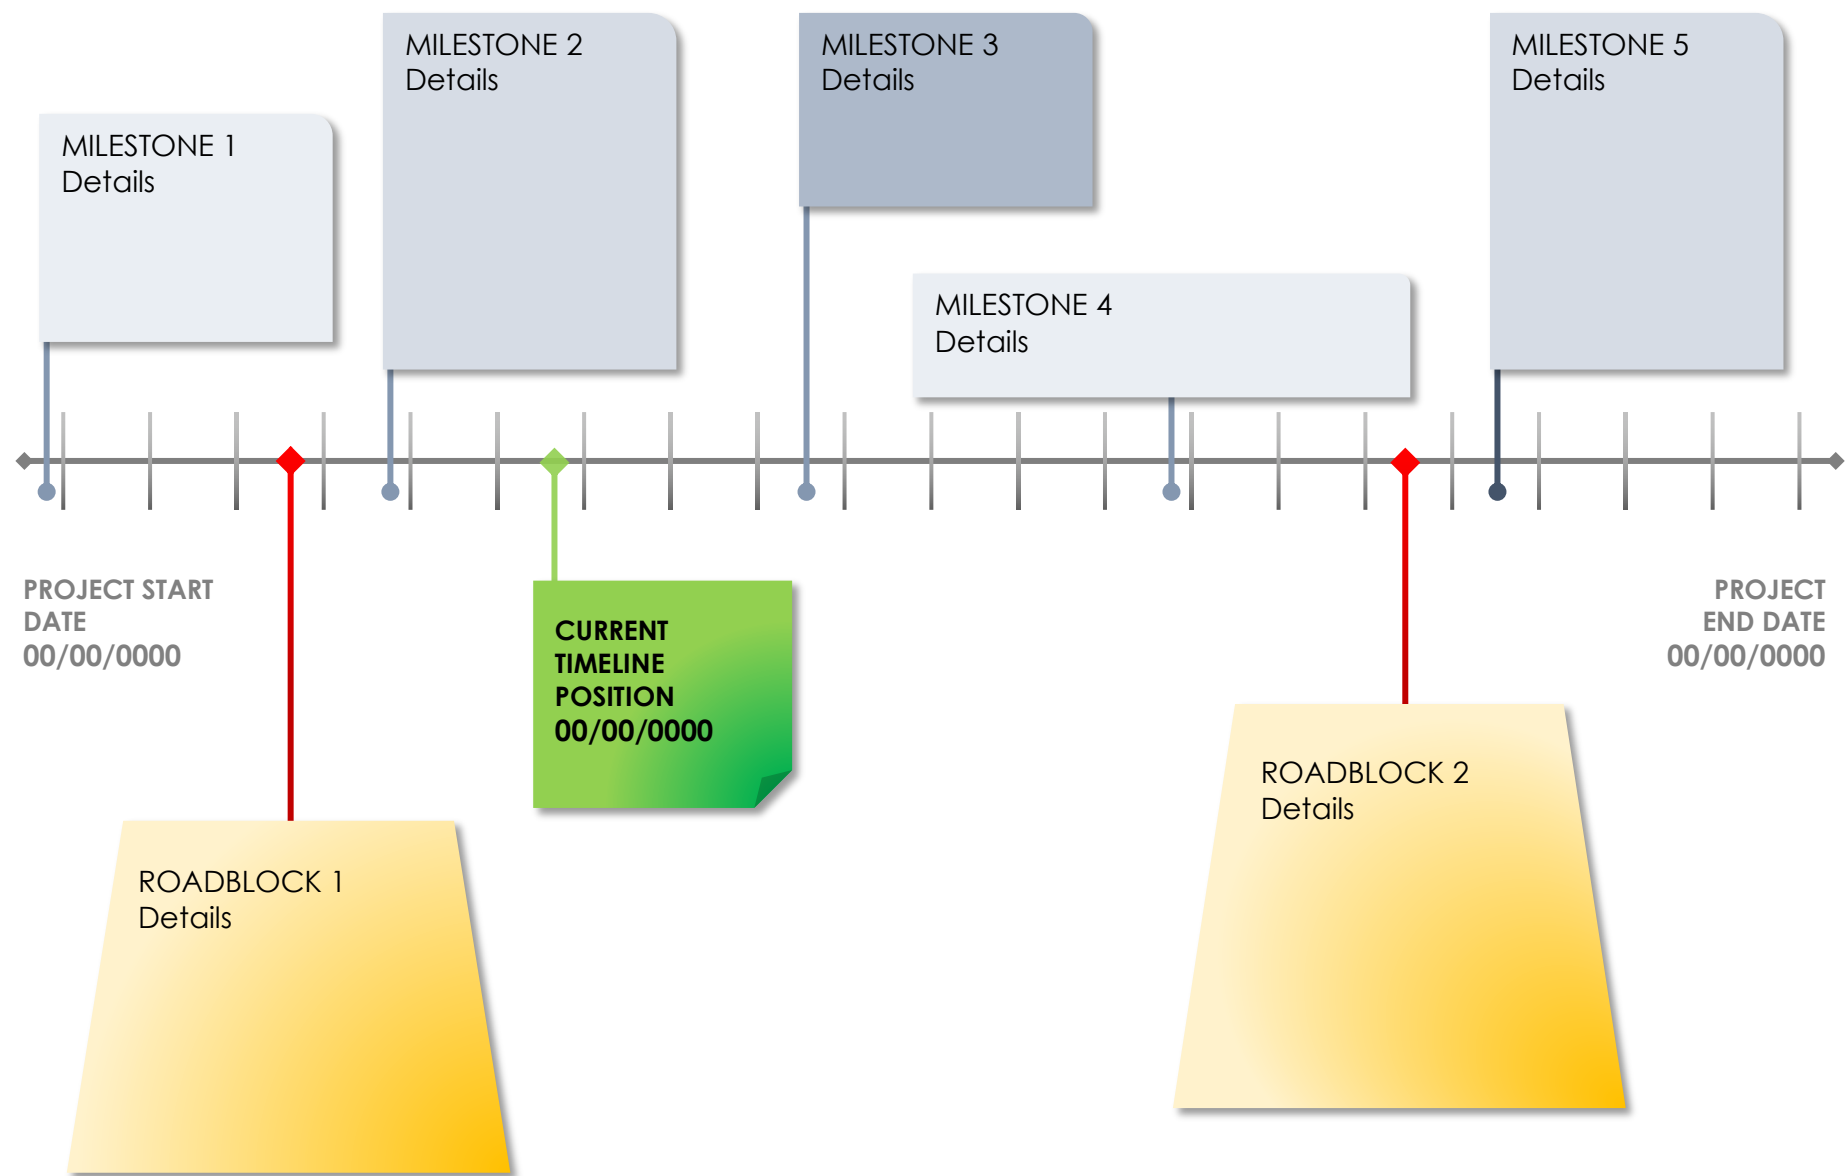 MILESTONE 1
Details
MILESTONE 2
Details
MILESTONE 3
Details
MILESTONE 4
Details
MILESTONE 5
Details
PROJECT START
DATE
00/00/0000
CURRENT
TIMELINE
POSITION
00/00/0000
PROJECT
END DATE
00/00/0000
ROADBLOCK 1
Details
ROADBLOCK 2
Details